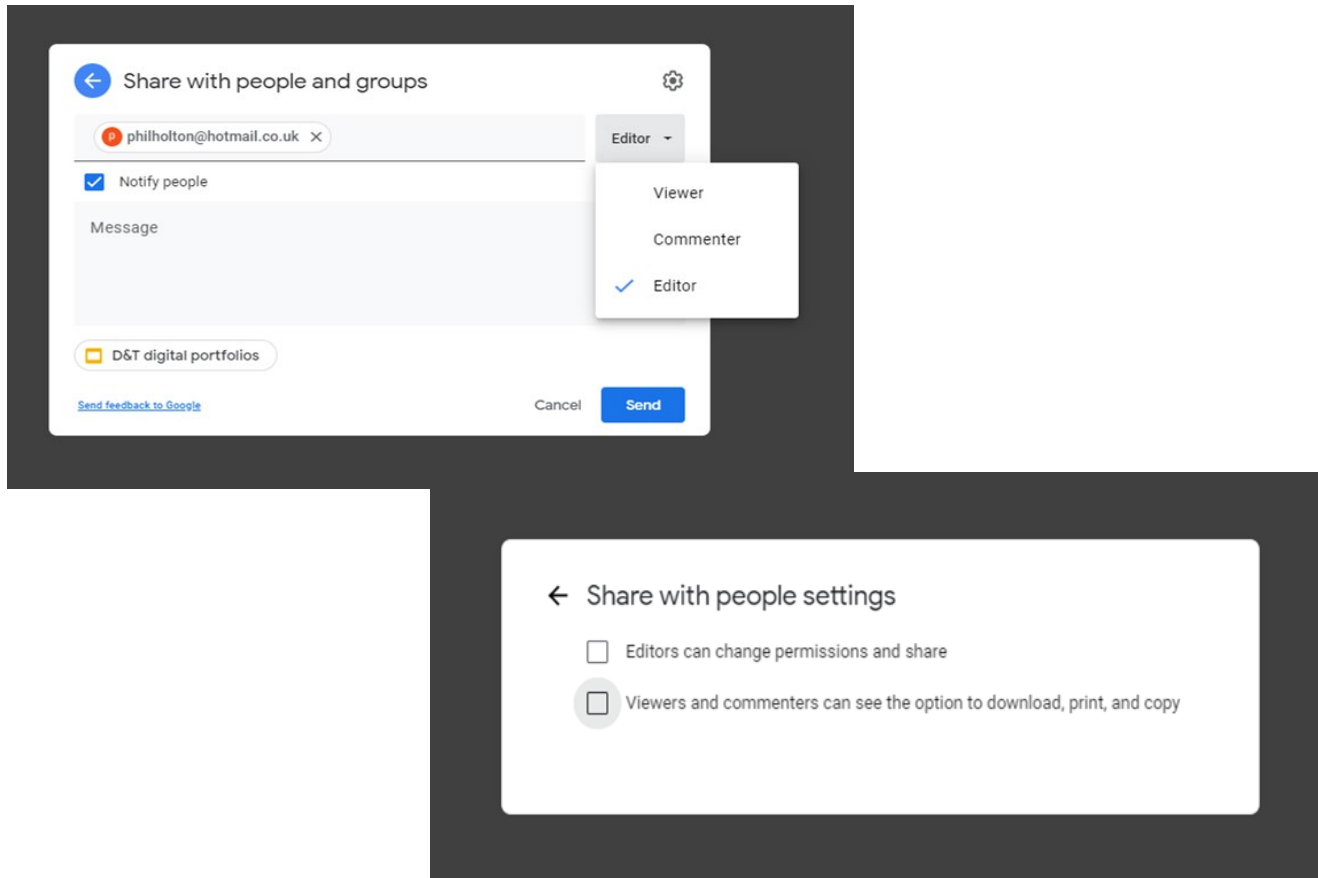 Share with people and groups
p philholton@hotmail.co.uk
Editor
Notify people
Viewer
Message
Commenter
Editor
D&T digital portfolios
Send feedback to Google
Cancel
Send
Share with people settings
Editors can change permissions and share
Viewers and commenters can see the option to download, print, and copy